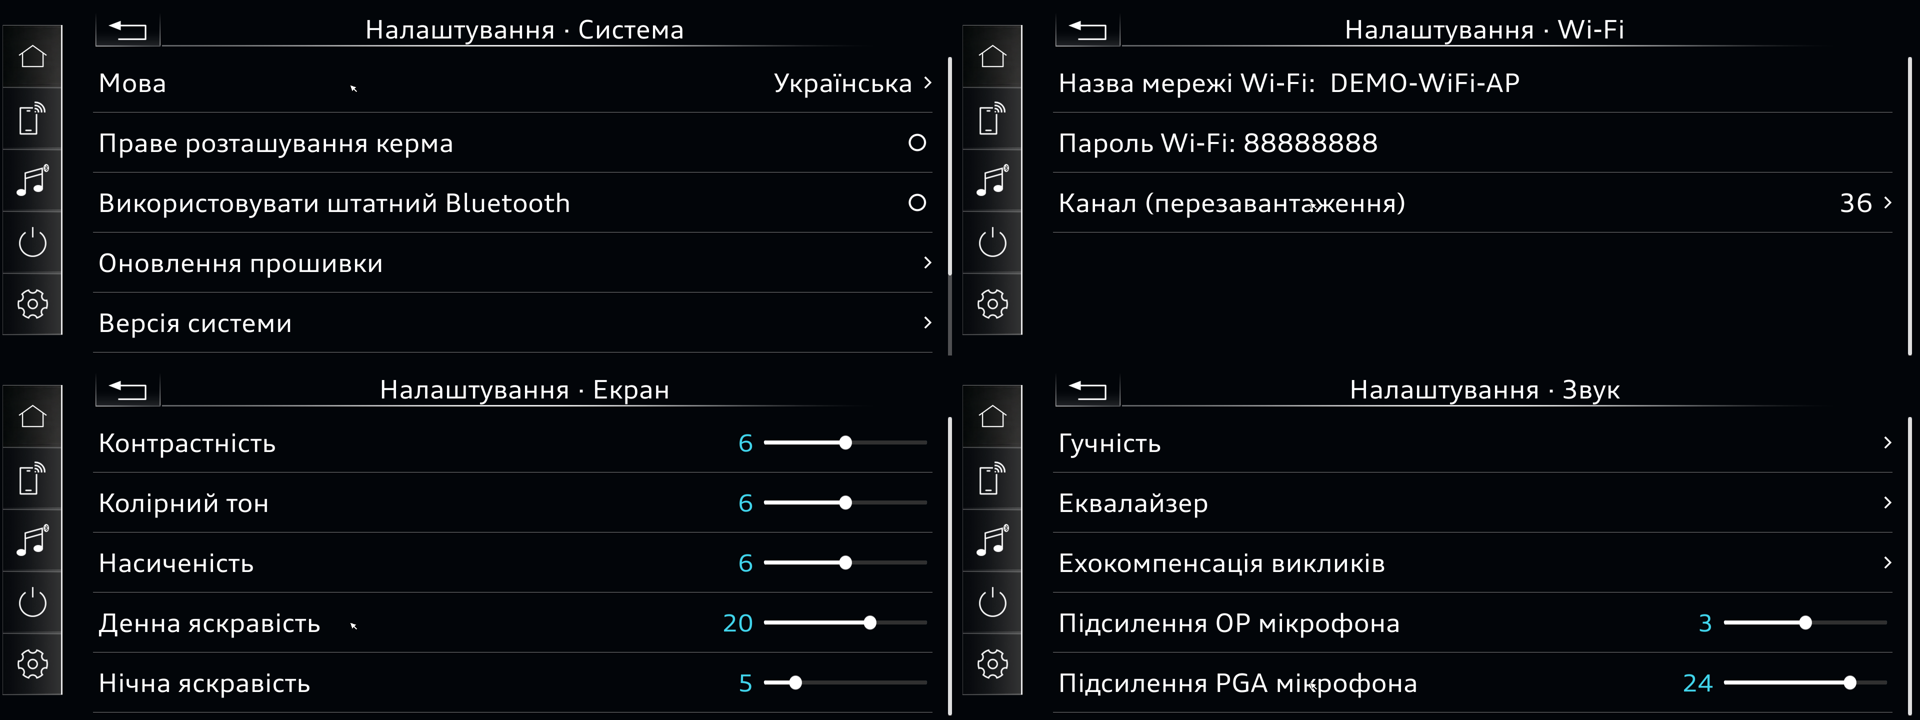 Налаштування · Система
Мова Українська
Праве розташування керма
Використовувати штатний Bluetooth
Оновлення прошивки
Версія системи
Налаштування · Wi-Fi
Назва мережі Wi-Fi: DEMO-WiFi-AP
Пароль Wi-Fi: 88888888
Канал (перезавантаження) 36
Налаштування · Екран
Контрастність 6
Колірний тон 6
Насиченість 6
Денна яскравість 20
Нічна яскравість 5
Налаштування · Звук
Гучність
Еквалайзер
Ехокомпенсація викликів
Підсилення OP мікрофона 3
Підсилення PGA мікрофона 24